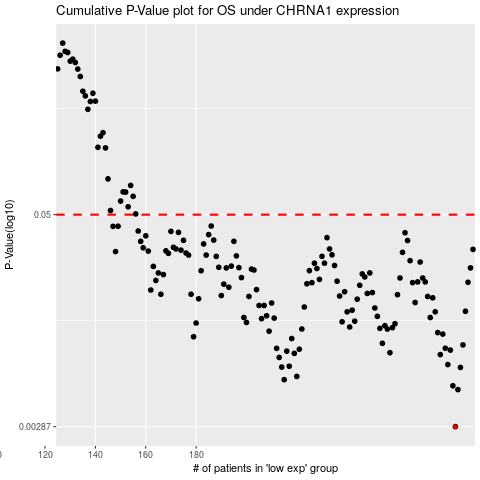 Cumulative P-Value plot for OS under CHRNA1 expression
P-Value(log10)
0.05
0.00287
0 120 140 160 180
# of patients in 'low exp' group